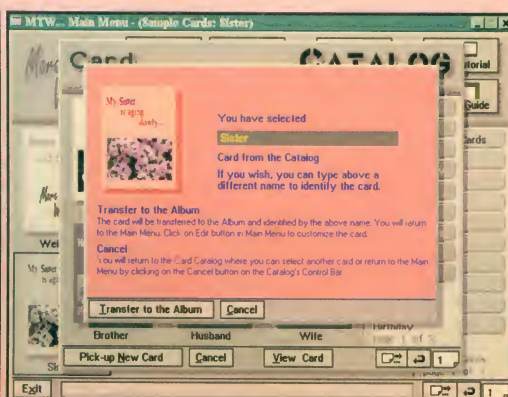 MTW... Main Menu - (Sample Cards: Sister)
Card CATALOG
Guide
My Sister
is aging
slowly...
You have selected
Sister
Card from the Catalog
If you wish, you can type above a
different name to identify the card.
Transfer to the Album
The card will be transferred to the Album and identified by the above name. You will return
to the Main Menu. Click on Edit button in Main Menu to customize the card.
Cancel
You will return to the Card Catalog where you can select another card or return to the Main
Menu by clicking on the Cancel button on the Catalog's Control Bar
Transfer to the Album Cancel
Brother Husband Wife Birthday
Pick-up New Card Cancel View Card 1
Exit 1